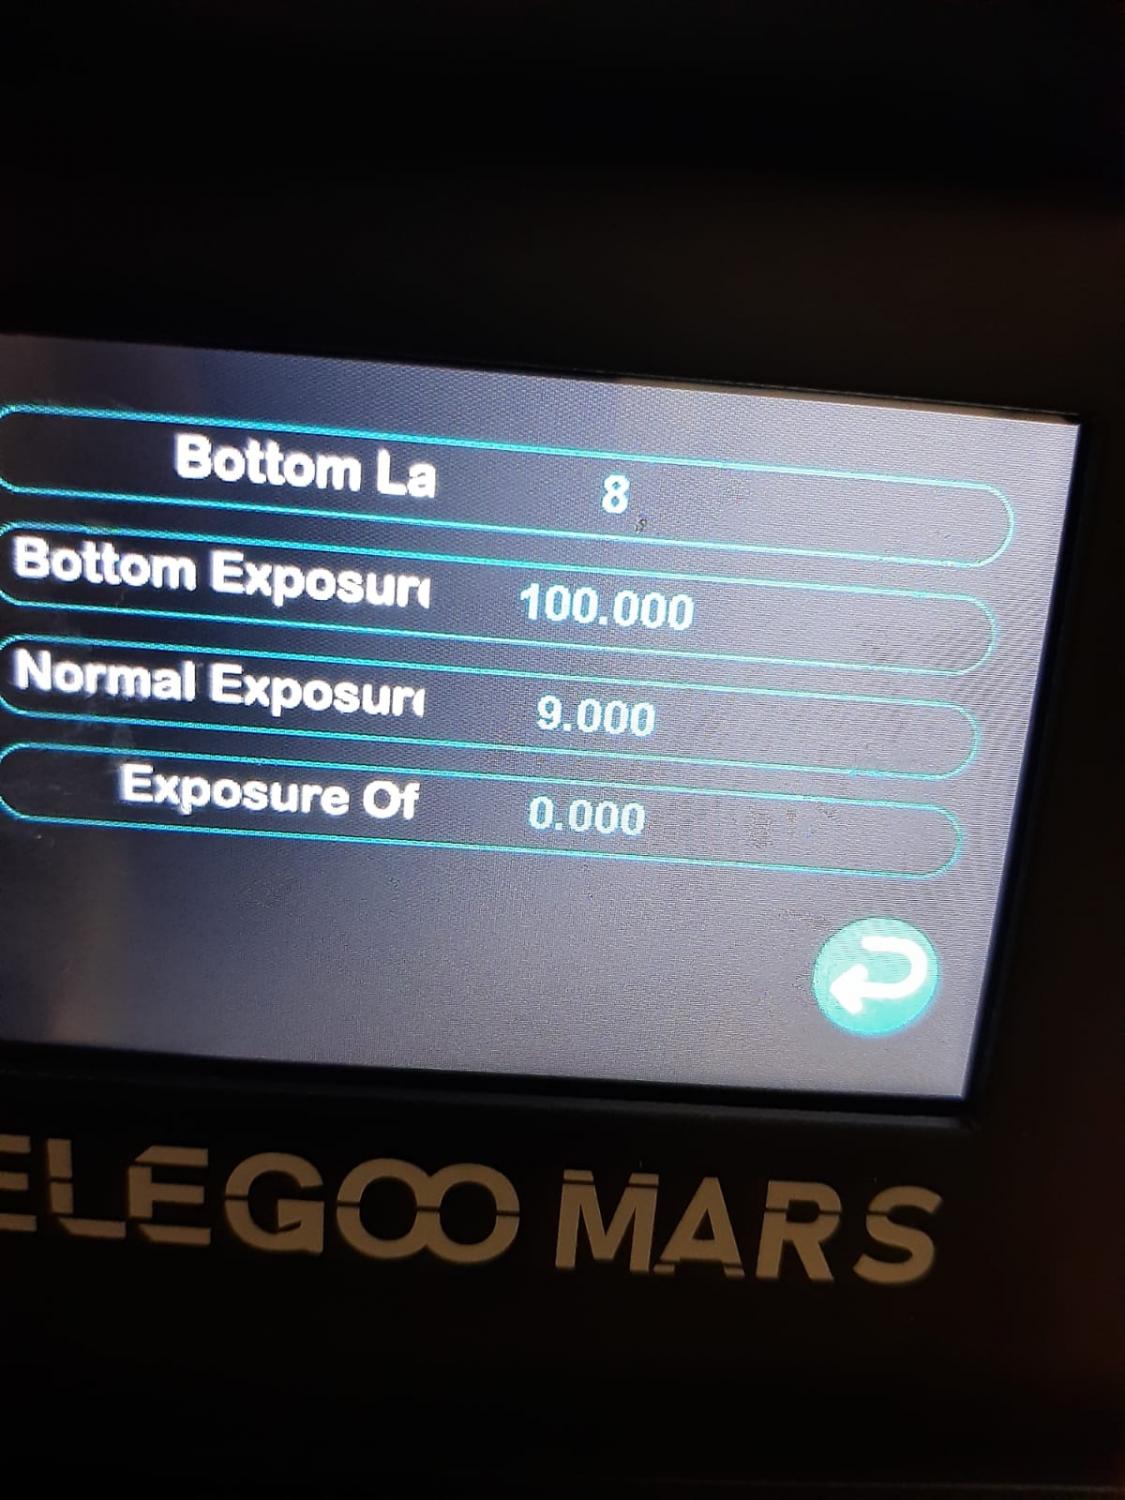 Bottom La 8
Bottom Exposur 100.000
Normal Exposur 9.000
Exposure Of 0.000
ELEGOO MARS